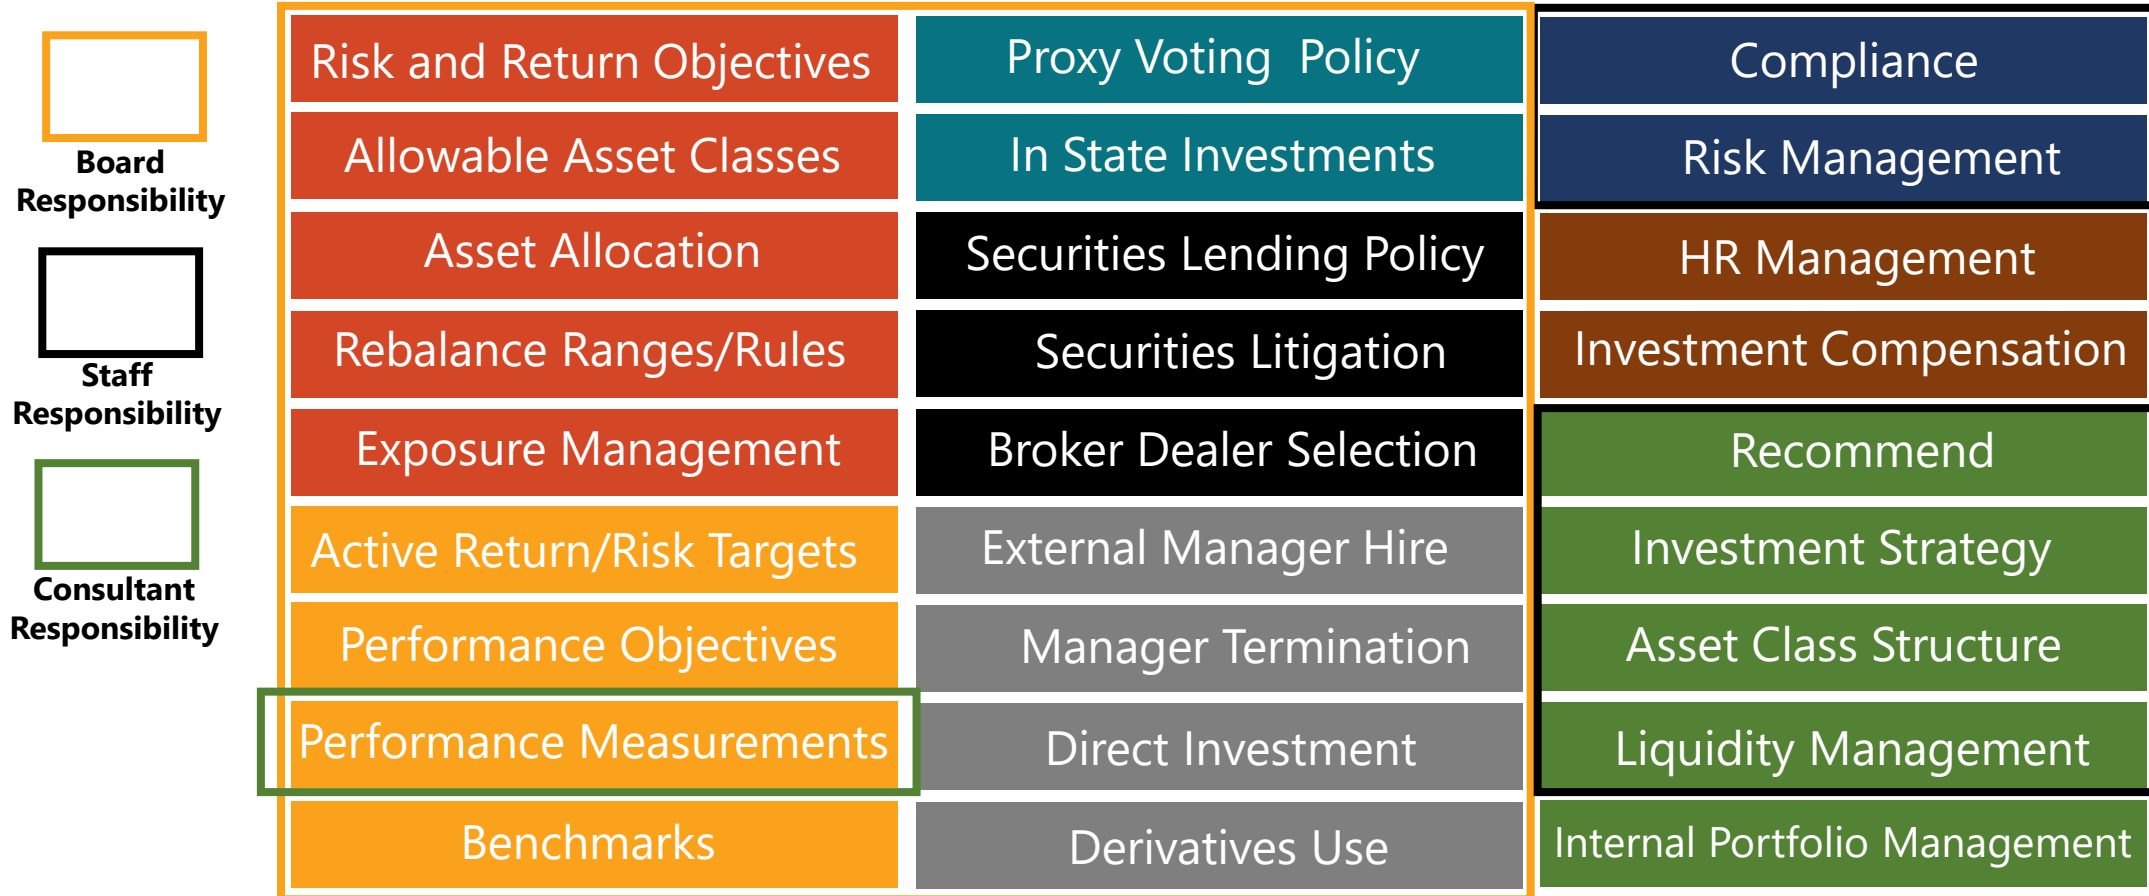 Board
Responsibility
Staff
Responsibility
Consultant
Responsibility
Risk and Return Objectives
Allowable Asset Classes
Asset Allocation
Rebalance Ranges/Rules
Exposure Management
Active Return/Risk Targets
Performance Objectives
Performance Measurements
Benchmarks
Proxy Voting  Policy
In State Investments
Securities Lending Policy
Securities Litigation
Broker Dealer Selection
External Manager Hire
Manager Termination
Direct Investment
Derivatives Use
Compliance
Risk Management
HR Management
Investment Compensation
Recommend
Investment Strategy
Asset Class Structure
Liquidity Management
Internal Portfolio Management